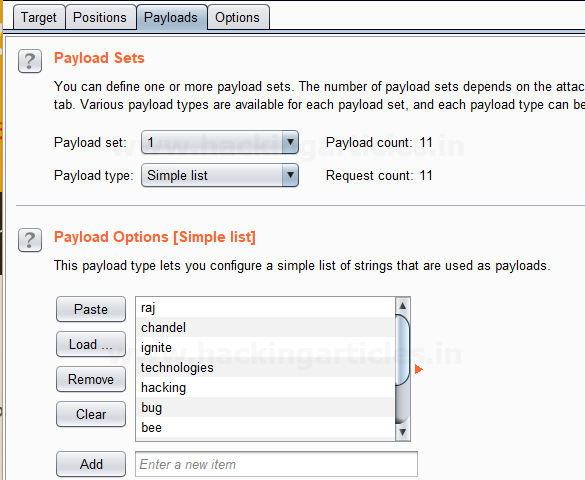 Target Positions Payloads Options
? Payload Sets
You can define one or more payload sets. The number of payload sets depends on the attac
tab. Various payload types are available for each payload set, and each payload type can be
Payload set: 1 Payload count: 11
www.hackingarticles.in
Payload type: Simple list Request count: 11
? Payload Options [Simple list]
This payload type lets you configure a simple list of strings that are used as payloads.
Paste
Load ...
Remove
Clear
raj
chandel
ignite
www.hackingarticles.in
technologies
hacking
bug
bee
Add Enter a new item